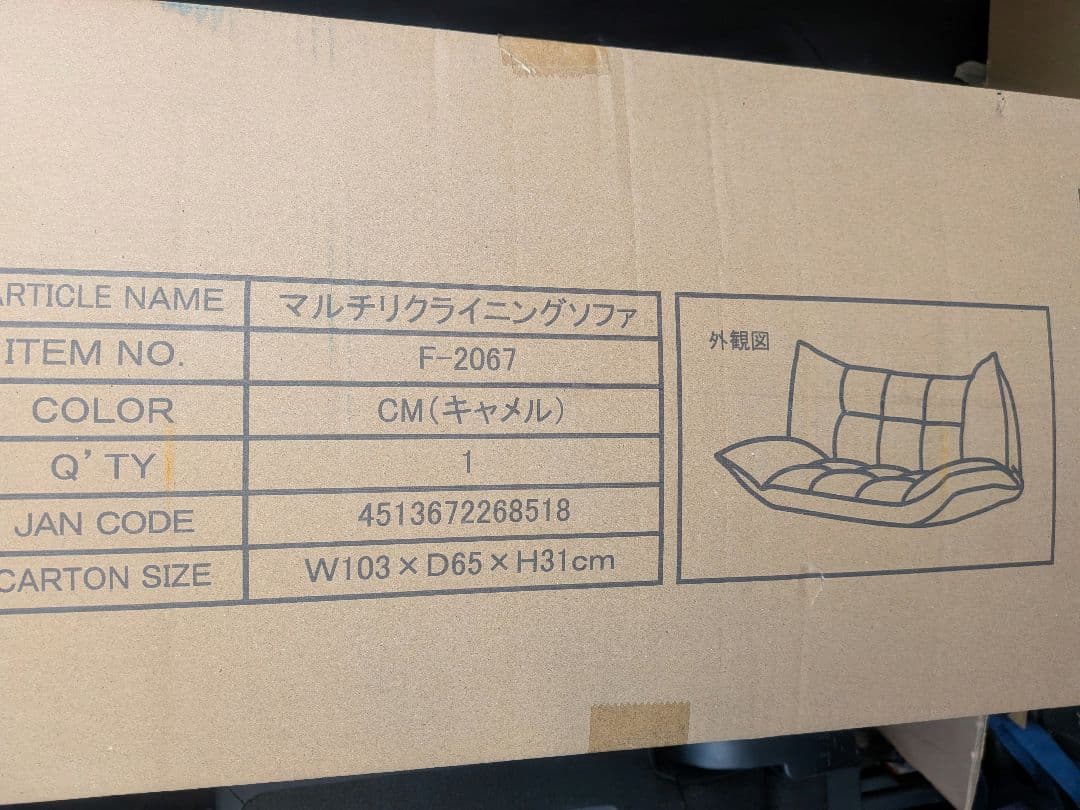 ARTICLE NAME マルチリクライニングソファ
ITEM NO. F-2067
COLOR CM(キャメル)
Q'TY 1
JAN CODE 4513672268518
CARTON SIZE W103×D65×H31cm
外観図